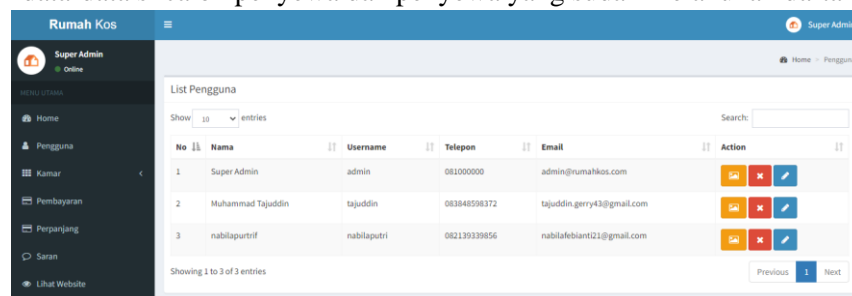 Rumah Kos
Super Admin
Super Admin
Online
Home > Penggun
MENU UTAMA
List Pengguna
Home
Show 10 entries
Search:
Pengguna
No Nama Username Telepon Email Action
Kamar
1 Super Admin admin 081000000 admin@rumahkos.com
Pembayaran
2 Muhammad Tajuddin tajuddin 083848598372 tajuddin.gerry43@gmail.com
Perpanjang
3 nabilapurtrif nabilaputri 082139339856 nabilafebianti21@gmail.com
Saran
Showing 1 to 3 of 3 entries
Previous 1 Next
Lihat Website